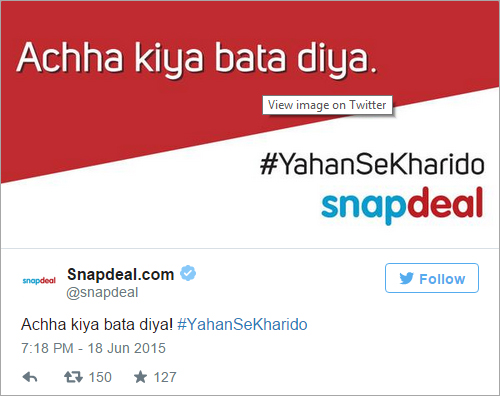 Achha kiya bata diya.
View image on Twitter
#YahanSeKharido
snapdeal
snapdeal
Snapdeal.com
@snapdeal
Follow
Achha kiya bata diya! #YahanSeKharido
7:18 PM - 18 Jun 2015
150 127